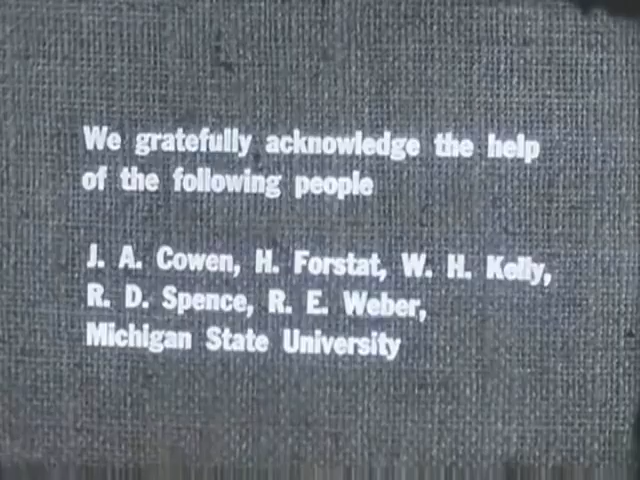 We gratefully acknowledge the help
of the following people
J. A. Cowen, H. Forstat, W. H. Kelly,
R. D. Spence, R. E. Weber,
Michigan State University